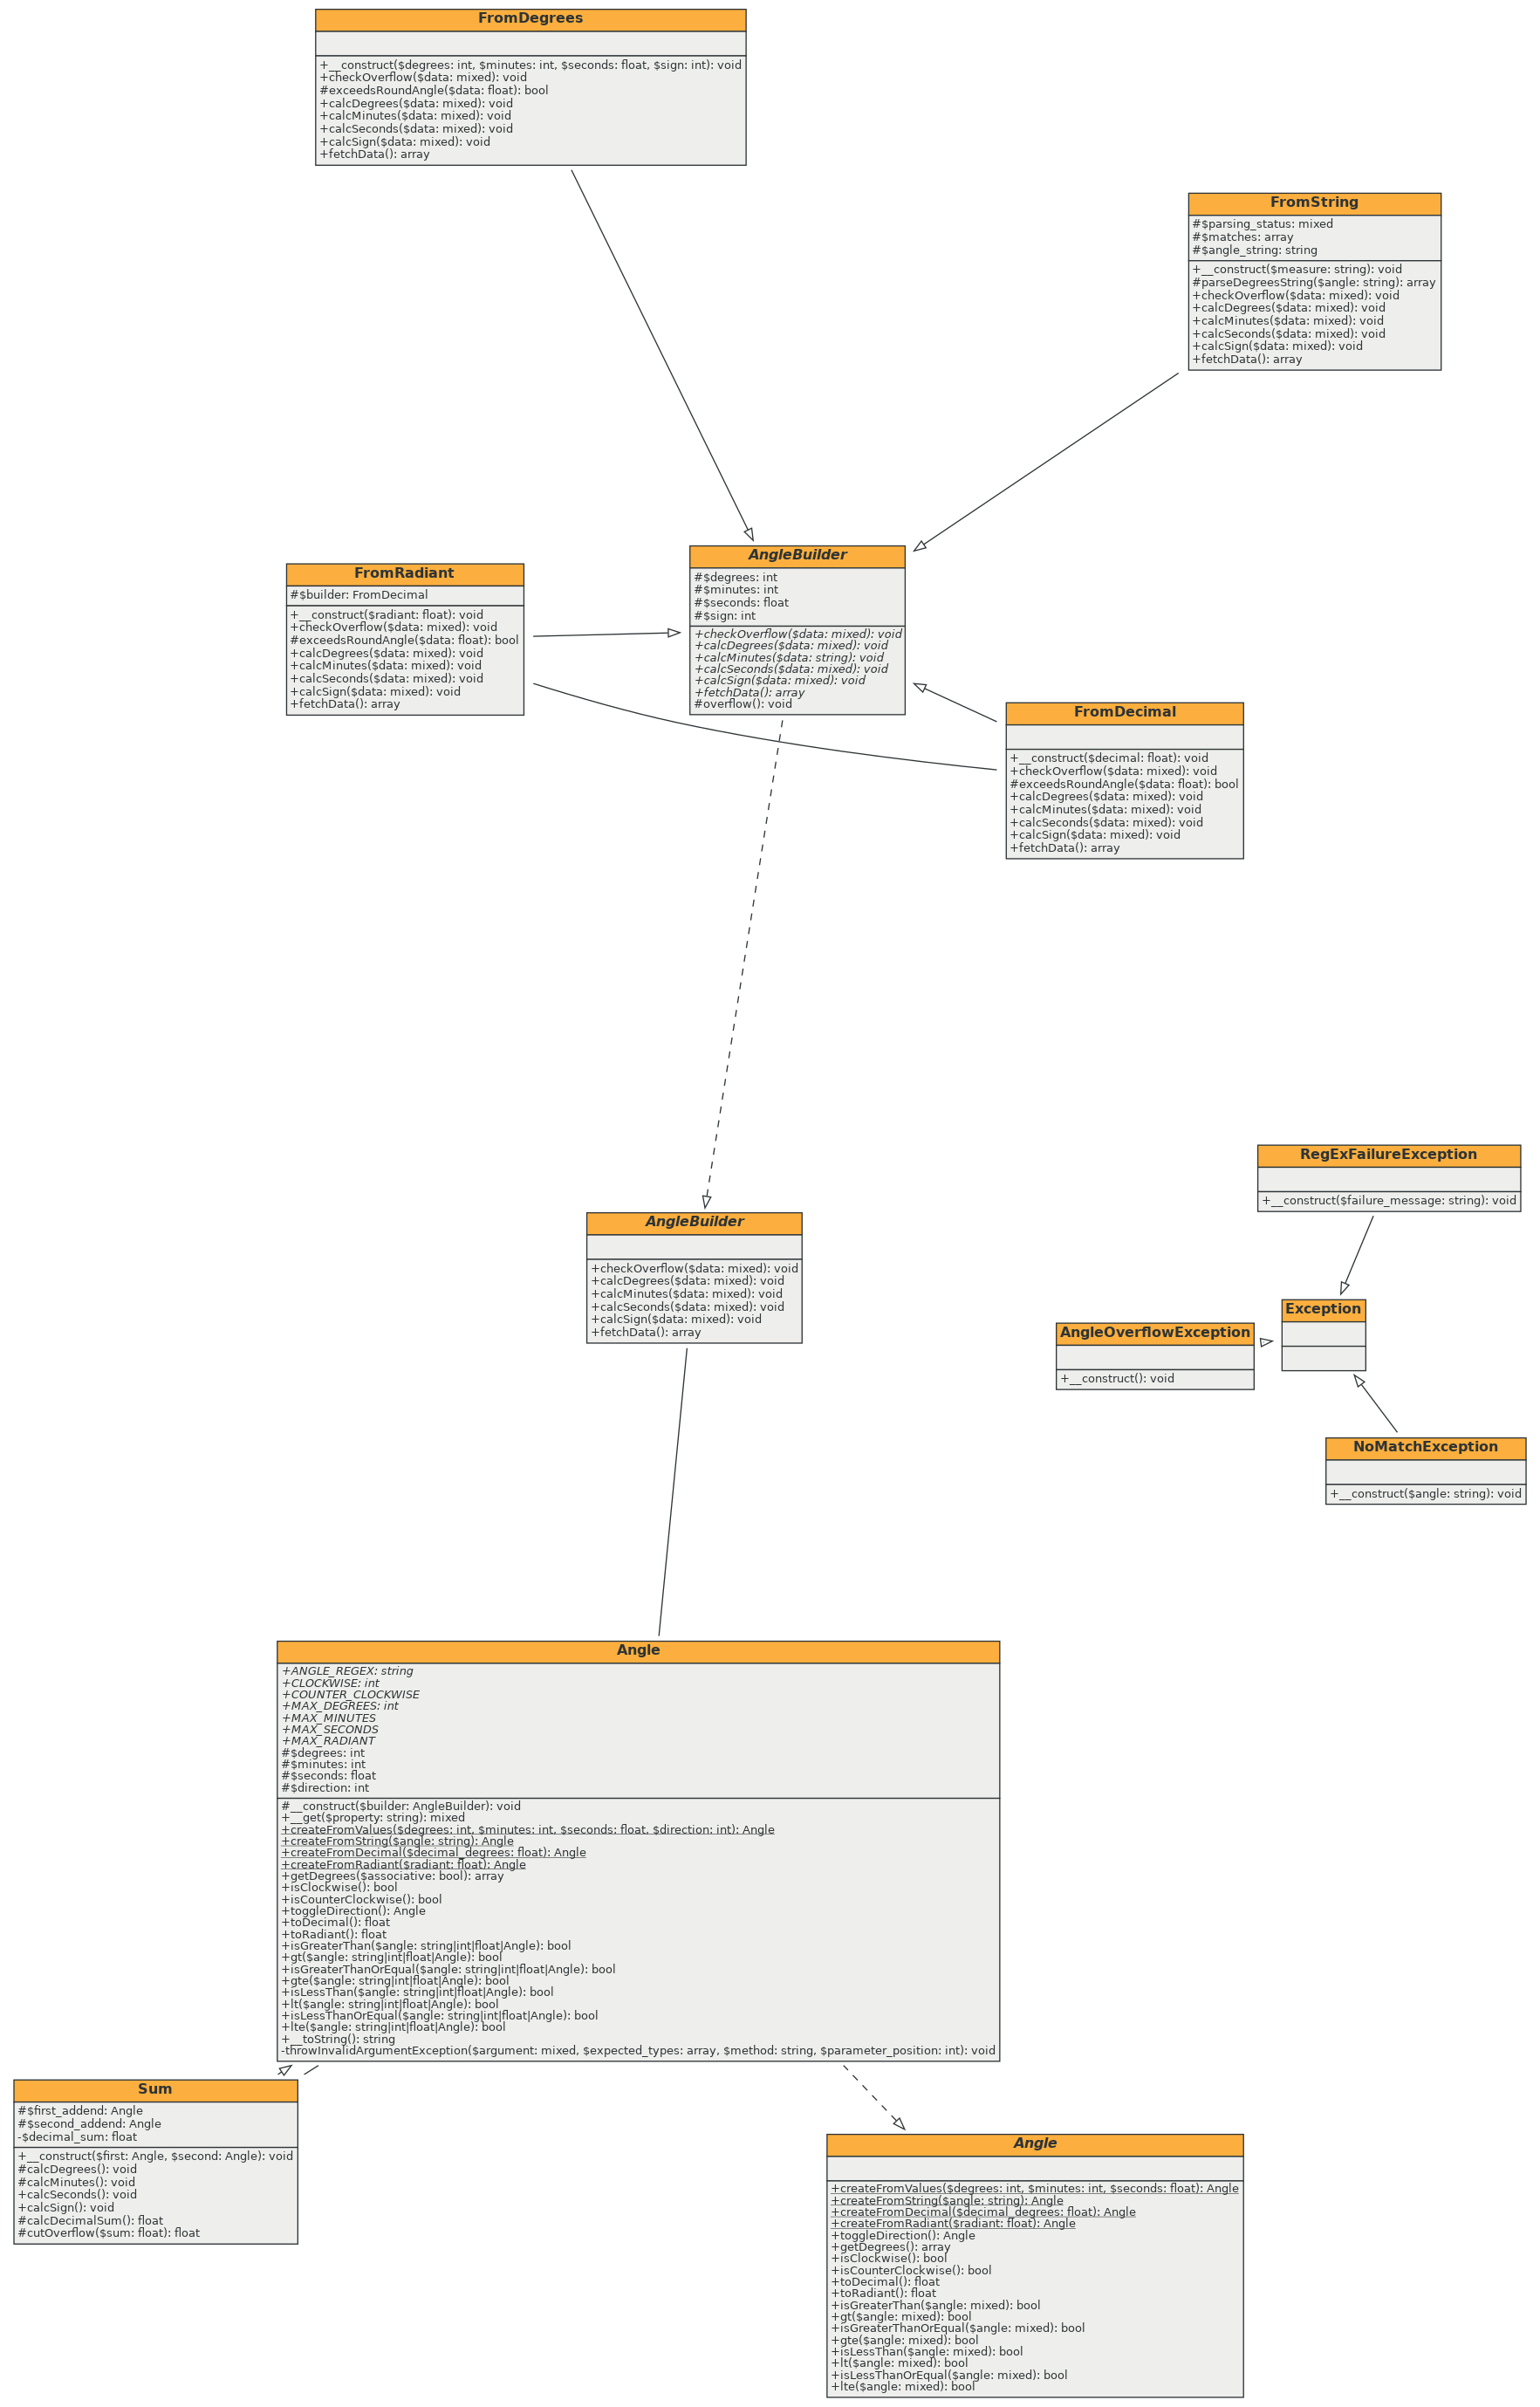 FromDegrees
+__construct($degrees: int, $minutes: int, $seconds: float, $sign: int): void
+checkOverflow($data: mixed): void
#exceedsRoundAngle($data: float): bool
+calcDegrees($data: mixed): void
+calcMinutes($data: mixed): void
+calcSeconds($data: mixed): void
+calcSign($data: mixed): void
+fetchData(): array
FromString
#$parsing_status: mixed
#$matches: array
#$angle_string: string
+__construct($measure: string): void
#parseDegreesString($angle: string): array
+checkOverflow($data: mixed): void
+calcDegrees($data: mixed): void
+calcMinutes($data: mixed): void
+calcSeconds($data: mixed): void
+calcSign($data: mixed): void
+fetchData(): array
AngleBuilder
#$degrees: int
#$minutes: int
#$seconds: float
#$sign: int
+checkOverflow($data: mixed): void
+calcDegrees($data: mixed): void
+calcMinutes($data: string): void
+calcSeconds($data: mixed): void
+calcSign($data: mixed): void
+fetchData(): array
#overflow(): void
FromRadiant
#$builder: FromDecimal
+__construct($radiant: float): void
+checkOverflow($data: mixed): void
#exceedsRoundAngle($data: float): bool
+calcDegrees($data: mixed): void
+calcMinutes($data: mixed): void
+calcSeconds($data: mixed): void
+calcSign($data: mixed): void
+fetchData(): array
FromDecimal
+__construct($decimal: float): void
+checkOverflow($data: mixed): void
#exceedsRoundAngle($data: float): bool
+calcDegrees($data: mixed): void
+calcMinutes($data: mixed): void
+calcSeconds($data: mixed): void
+calcSign($data: mixed): void
+fetchData(): array
RegExFailureException
+__construct($failure_message: string): void
AngleBuilder
+checkOverflow($data: mixed): void
+calcDegrees($data: mixed): void
+calcMinutes($data: mixed): void
+calcSeconds($data: mixed): void
+calcSign($data: mixed): void
+fetchData(): array
Exception
AngleOverflowException
+__construct(): void
NoMatchException
+__construct($angle: string): void
Angle
+ANGLE_REGEX: string
+CLOCKWISE: int
+COUNTER_CLOCKWISE
+MAX_DEGREES: int
+MAX_MINUTES
+MAX_SECONDS
+MAX_RADIANT
#$degrees: int
#$minutes: int
#$seconds: float
#$direction: int
#__construct($builder: AngleBuilder): void
+__get($property: string): mixed
+createFromValues($degrees: int, $minutes: int, $seconds: float, $direction: int): Angle
+createFromString($angle: string): Angle
+createFromDecimal($decimal_degrees: float): Angle
+createFromRadiant($radiant: float): Angle
+getDegrees($associative: bool): array
+isClockwise(): bool
+isCounterClockwise(): bool
+toggleDirection(): Angle
+toDecimal(): float
+toRadiant(): float
+isGreaterThan($angle: string|int|float|Angle): bool
+gt($angle: string|int|float|Angle): bool
+isGreaterThanOrEqual($angle: string|int|float|Angle): bool
+gte($angle: string|int|float|Angle): bool
+isLessThan($angle: string|int|float|Angle): bool
+lt($angle: string|int|float|Angle): bool
+isLessThanOrEqual($angle: string|int|float|Angle): bool
+lte($angle: string|int|float|Angle): bool
+__toString(): string
-throwInvalidArgumentException($argument: mixed, $expected_types: array, $method: string, $parameter_position: int): void
Sum
#$first_addend: Angle
#$second_addend: Angle
-$decimal_sum: float
+__construct($first: Angle, $second: Angle): void
#calcDegrees(): void
#calcMinutes(): void
+calcSeconds(): void
+calcSign(): void
#calcDecimalSum(): float
#cutOverflow($sum: float): float
Angle
+createFromValues($degrees: int, $minutes: int, $seconds: float): Angle
+createFromString($angle: string): Angle
+createFromDecimal($decimal_degrees: float): Angle
+createFromRadiant($radiant: float): Angle
+toggleDirection(): Angle
+getDegrees(): array
+isClockwise(): bool
+isCounterClockwise(): bool
+toDecimal(): float
+toRadiant(): float
+isGreaterThan($angle: mixed): bool
+gt($angle: mixed): bool
+isGreaterThanOrEqual($angle: mixed): bool
+gte($angle: mixed): bool
+isLessThan($angle: mixed): bool
+lt($angle: mixed): bool
+isLessThanOrEqual($angle: mixed): bool
+lte($angle: mixed): bool